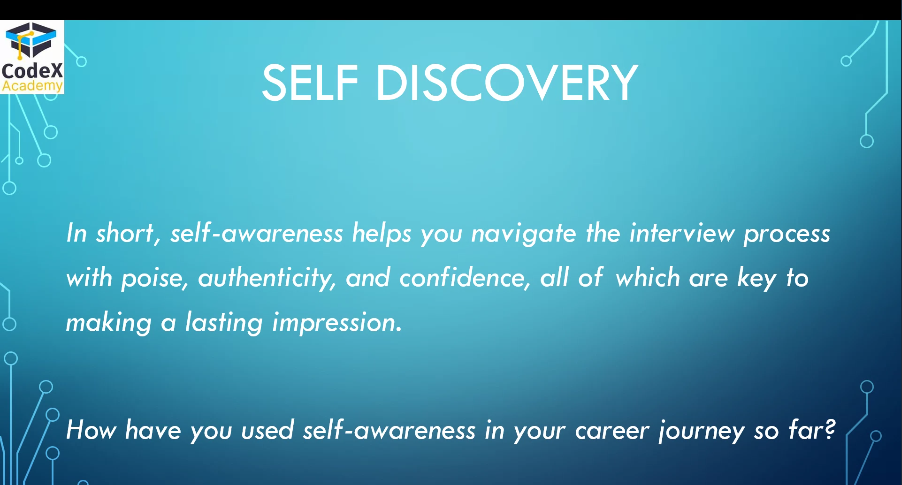 CodeX
Academy
SELF DISCOVERY
In short, self-awareness helps you navigate the interview process
with poise, authenticity, and confidence, all of which are key to
making a lasting impression.
How have you used self-awareness in your career journey so far?